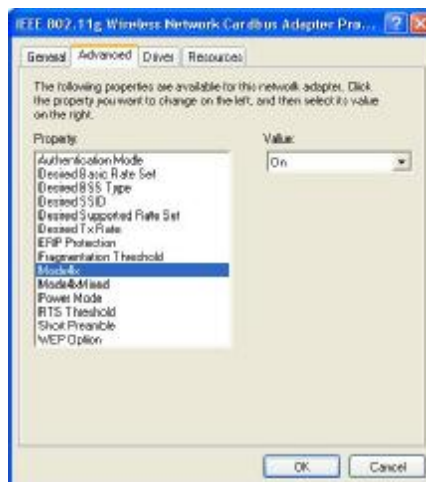 IEEE 802.11g Wireless Network Cardbus Adapter Pro...
General
Advanced
Driver
Resources
The following properties are available for this network adapter. Click
the property you want to change on the left, and then select its value
on the right.
Property:
Value:
Authentication Mode
On
Desired Basic Rate Set
Desired BSS Type
Desired SSID
Desired Supported Rate Set
Desired Tx Rate
ERP Protection
Fragmentation Threshold
Mode4x
Mode4xMixed
Power Mode
RTS Threshold
Short Preamble
WEP Option
OK
Cancel